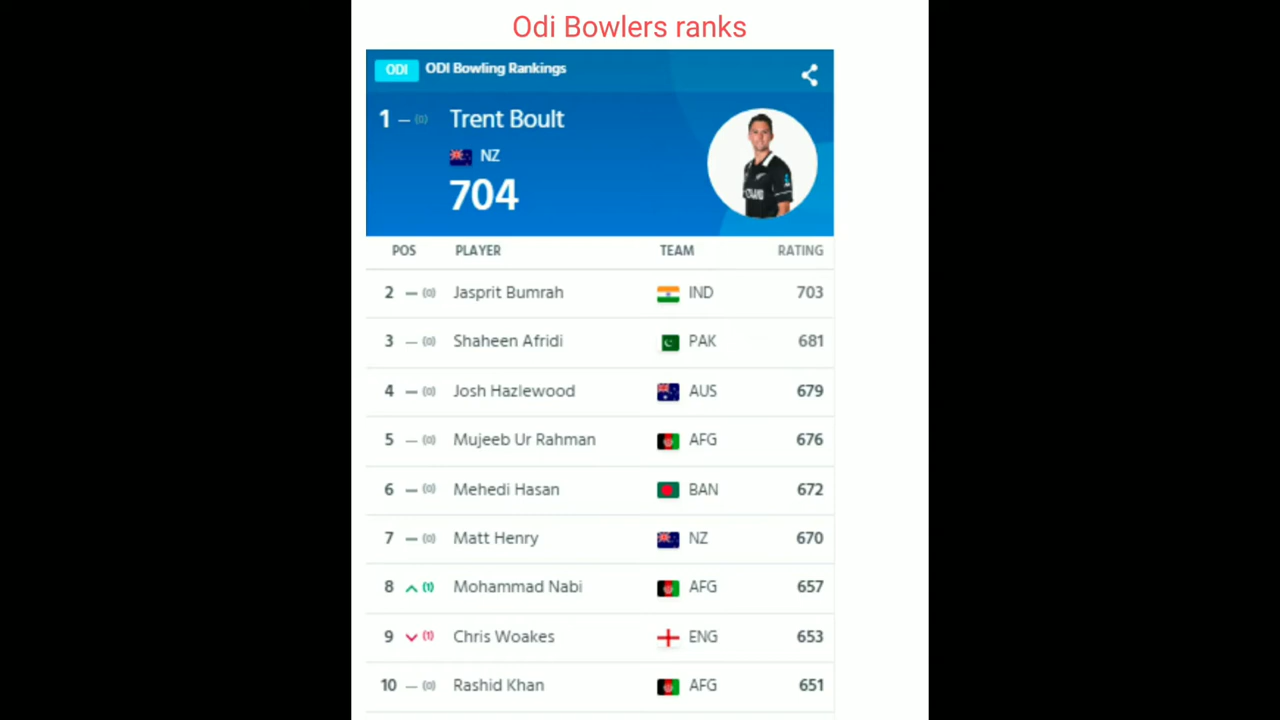 Odi Bowlers ranks
ODI ODI Bowling Rankings
1 — (0) Trent Boult
NZ
704
POS PLAYER TEAM RATING
2 — (0) Jasprit Bumrah IND 703
3 — (0) Shaheen Afridi PAK 681
4 — (0) Josh Hazlewood AUS 679
5 — (0) Mujeeb Ur Rahman AFG 676
6 — (0) Mehedi Hasan BAN 672
7 — (0) Matt Henry NZ 670
8 (1) Mohammad Nabi AFG 657
9 (1) Chris Woakes ENG 653
10 — (0) Rashid Khan AFG 651